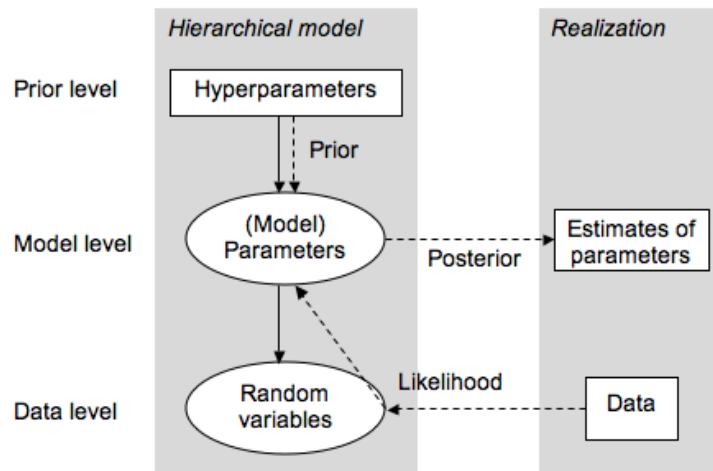 Hierarchical model
Realization
Prior level
Hyperparameters
Prior
Model level
(Model)
Parameters
Posterior
Estimates of
parameters
Data level
Random
variables
Likelihood
Data